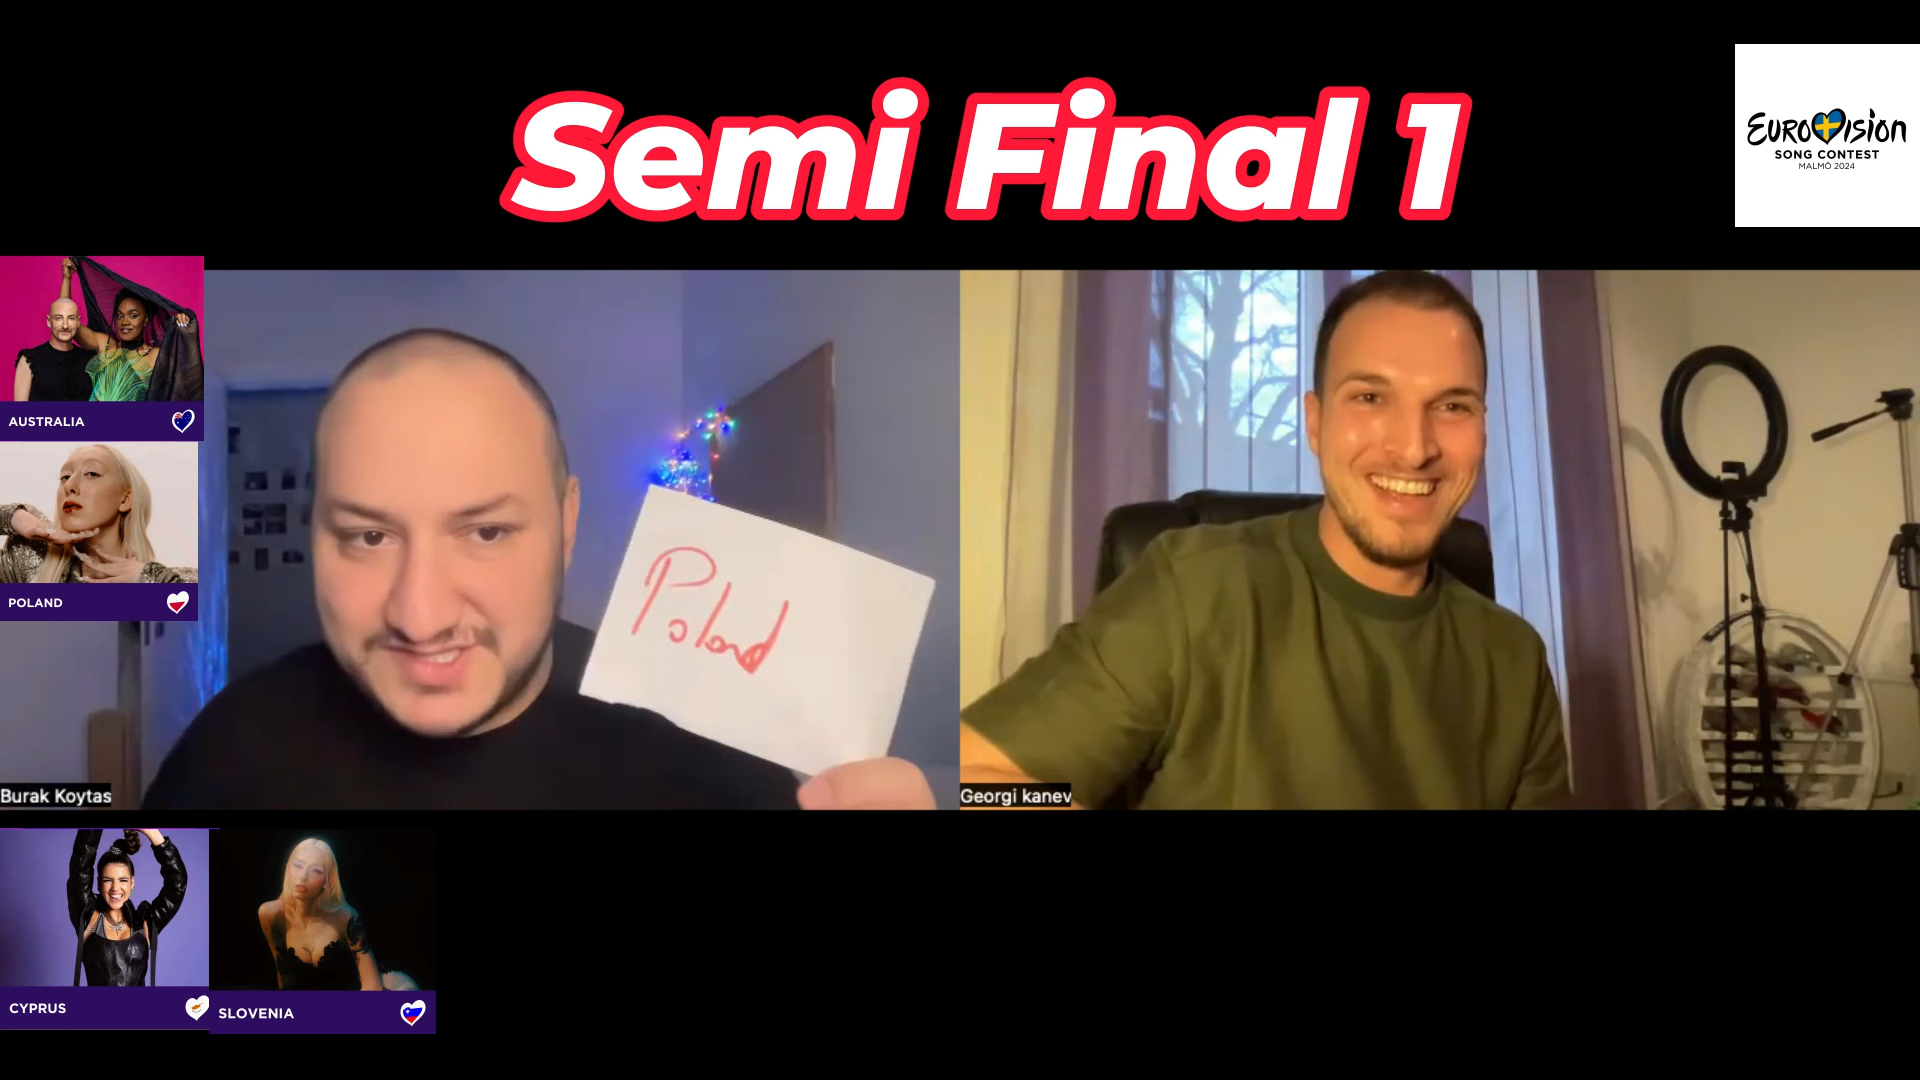 Semi Final 1
EUROVISION
SONG CONTEST
MALMÖ 2024
AUSTRALIA
POLAND
Poland
Burak Koytas
Georgi kanev
CYPRUS
SLOVENIA